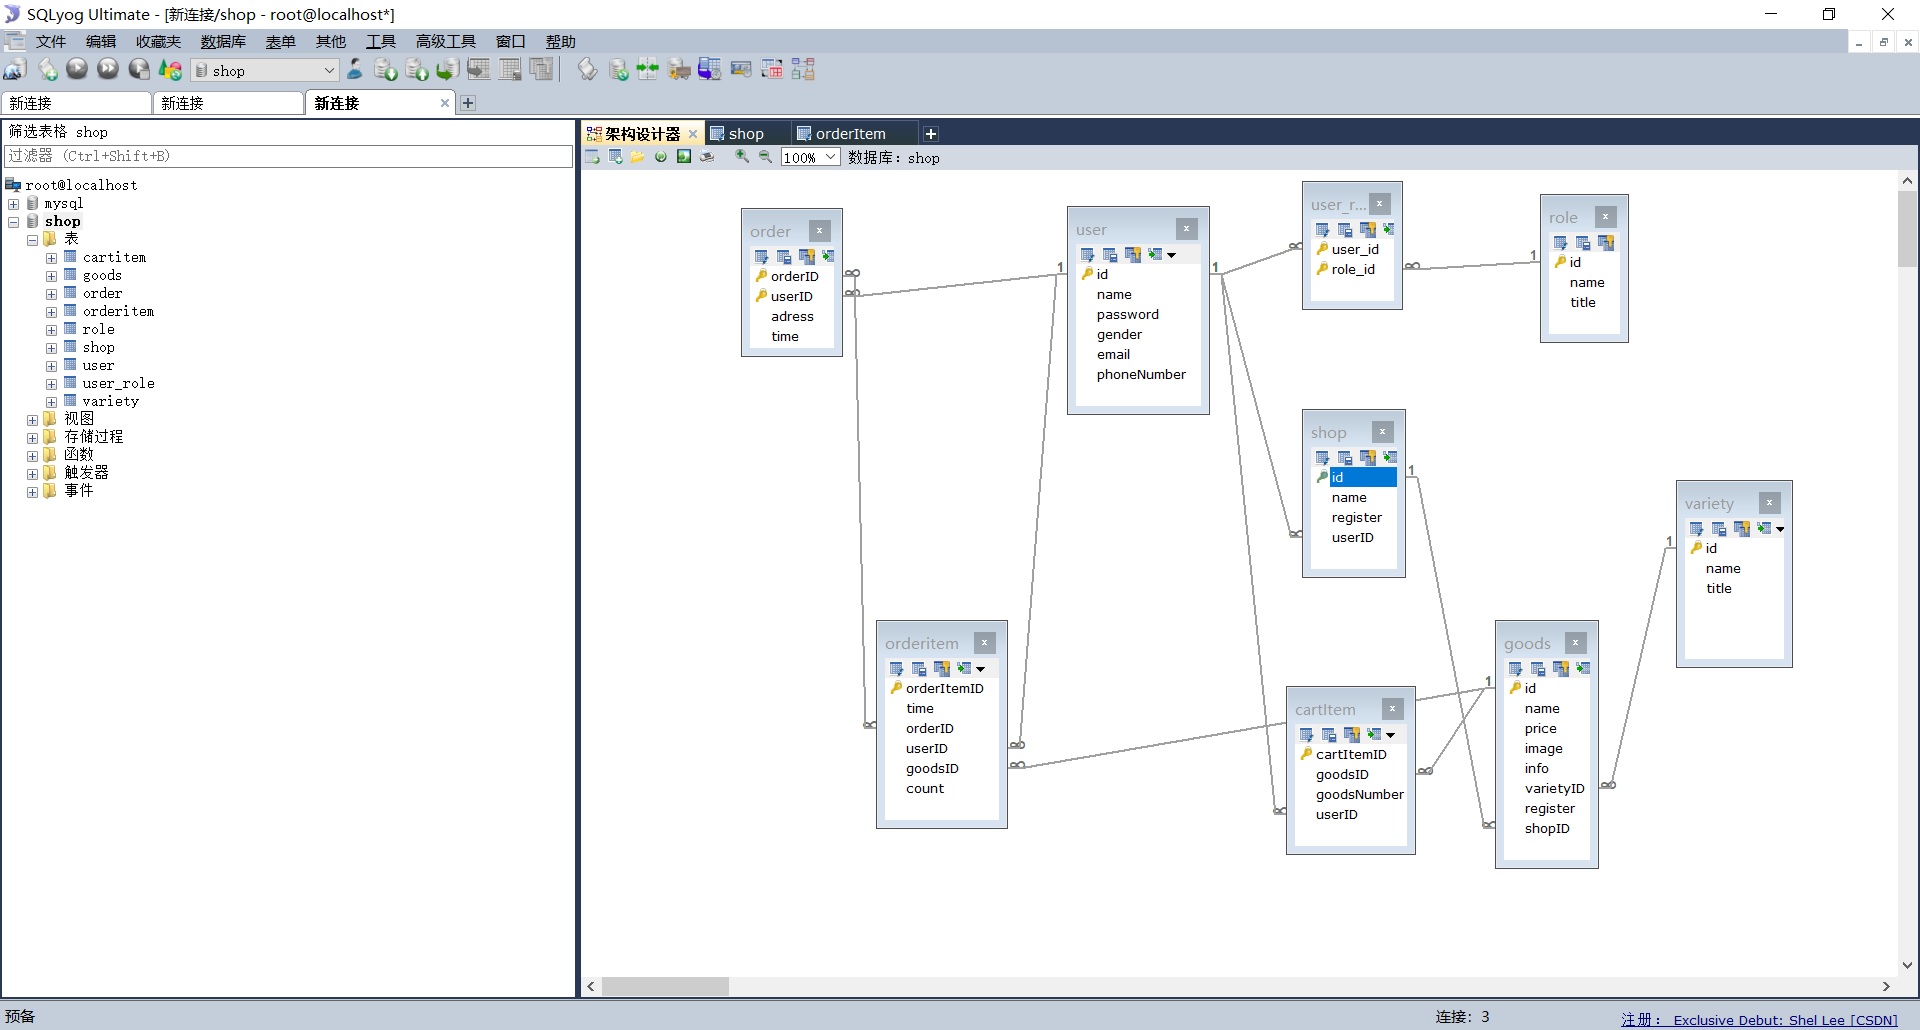 SQLyog Ultimate - [新连接/shop - root@localhost*]
文件 编辑 收藏夹 数据库 表单 其他 工具 高级工具 窗口 帮助
shop
新连接 新连接 新连接
筛选表格 shop
过滤器 (Ctrl+Shift+B)
root@localhost
mysql
shop
表
cartitem
goods
order
orderitem
role
shop
user
user_role
variety
视图
存储过程
函数
触发器
事件
架构设计器 shop orderItem
100% 数据库：shop
order
orderID
userID
adress
time
user
id
name
password
gender
email
phoneNumber
user_r...
user_id
role_id
role
id
name
title
shop
id
name
register
userID
variety
id
name
title
orderitem
orderItemID
time
orderID
userID
goodsID
count
cartItem
cartItemID
goodsID
goodsNumber
userID
goods
id
name
price
image
info
varietyID
register
shopID
1
1
1
1
1
1
预备
连接: 3
注册： Exclusive Debut: Shel Lee [CSDN]